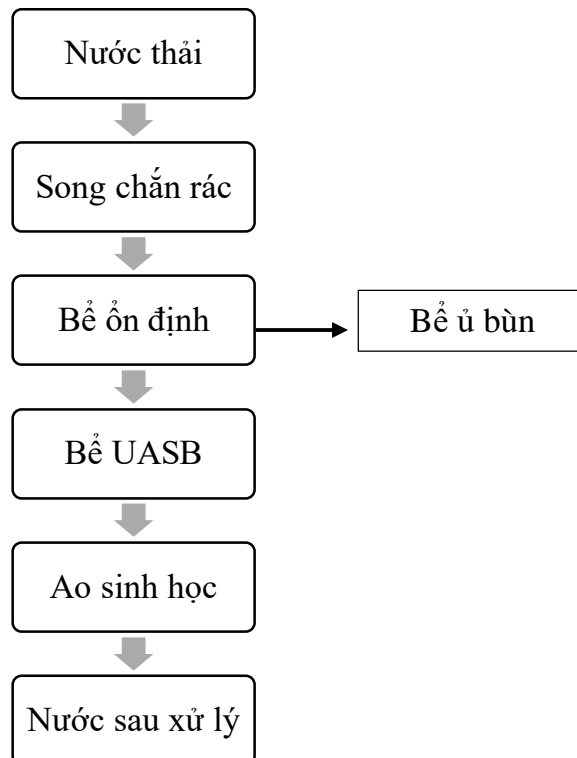 Nước thải
Song chắn rác
Bể ổn định
Bể ủ bùn
Bể UASB
Ao sinh học
Nước sau xử lý